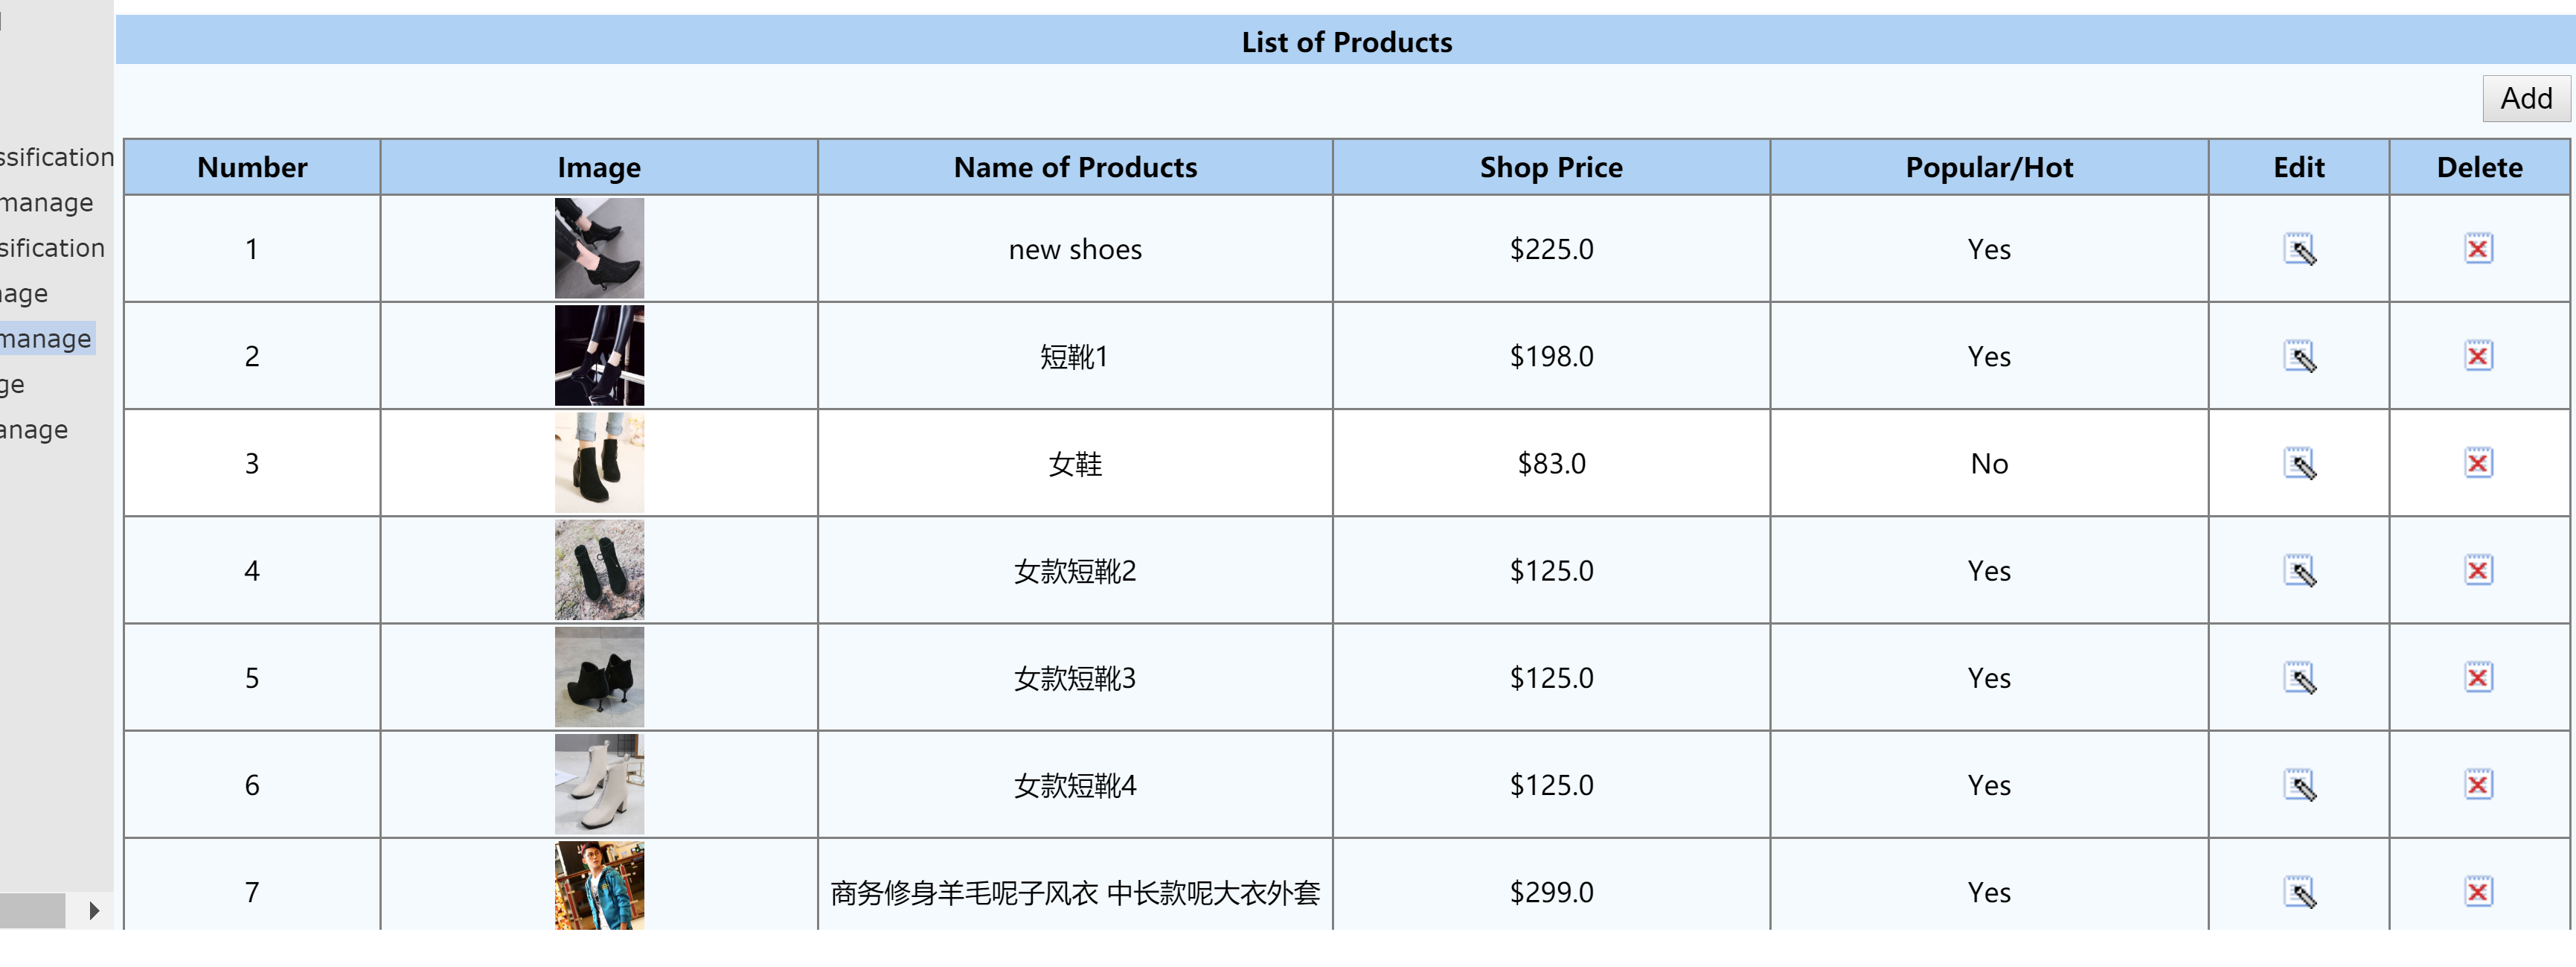 List of Products
Add
ssification
manage
sification
nage
manage
ge
anage
Number Image Name of Products Shop Price Popular/Hot Edit Delete
1 new shoes $225.0 Yes
2 短靴1 $198.0 Yes
3 女鞋 $83.0 No
4 女款短靴2 $125.0 Yes
5 女款短靴3 $125.0 Yes
6 女款短靴4 $125.0 Yes
7 商务修身羊毛呢子风衣 中长款呢大衣外套 $299.0 Yes